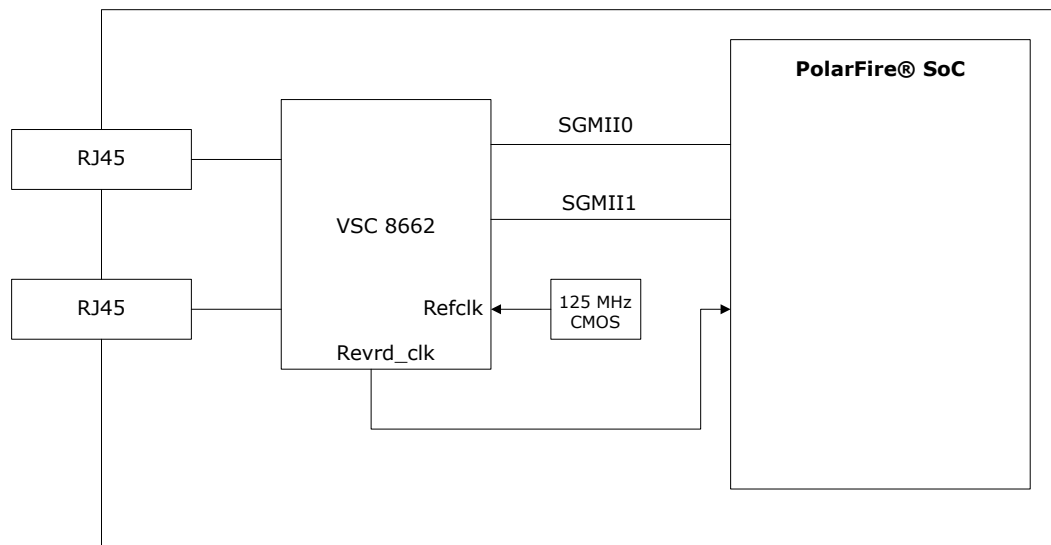 PolarFire® SoC
SGMII0
RJ45
SGMII1
VSC 8662
RJ45
Refclk
125 MHz
CMOS
Revrd_clk